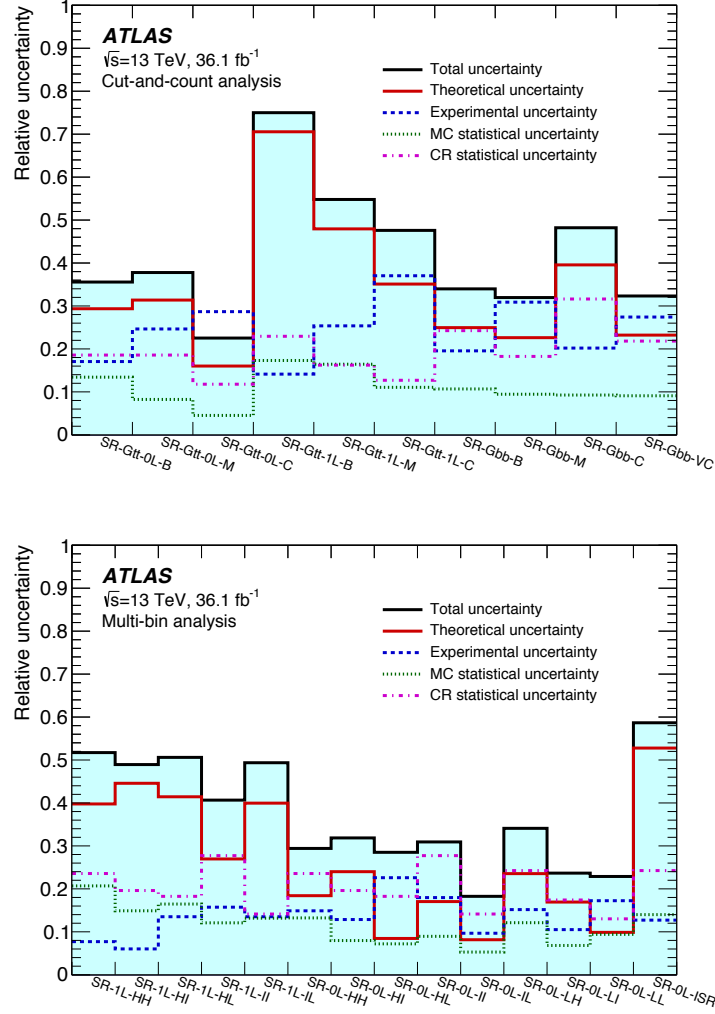 1
0.9
0.8
0.7
0.6
0.5
0.4
0.3
0.2
0.1
0
Relative uncertainty
ATLAS
√s=13 TeV, 36.1 fb⁻¹
Cut-and-count analysis
Total uncertainty
Theoretical uncertainty
Experimental uncertainty
MC statistical uncertainty
CR statistical uncertainty
SR-Gtt-0L-B
SR-Gtt-0L-M
SR-Gtt-0L-C
SR-Gtt-1L-B
SR-Gtt-1L-M
SR-Gtt-1L-C
SR-Gbb-B
SR-Gbb-M
SR-Gbb-C
SR-Gbb-VC
1
0.9
0.8
0.7
0.6
0.5
0.4
0.3
0.2
0.1
0
Relative uncertainty
ATLAS
√s=13 TeV, 36.1 fb⁻¹
Multi-bin analysis
Total uncertainty
Theoretical uncertainty
Experimental uncertainty
MC statistical uncertainty
CR statistical uncertainty
SR-1L-HH
SR-1L-HI
SR-1L-HL
SR-1L-II
SR-1L-IL
SR-0L-HH
SR-0L-HI
SR-0L-HL
SR-0L-II
SR-0L-IL
SR-0L-LH
SR-0L-LI
SR-0L-LL
SR-0L-ISR